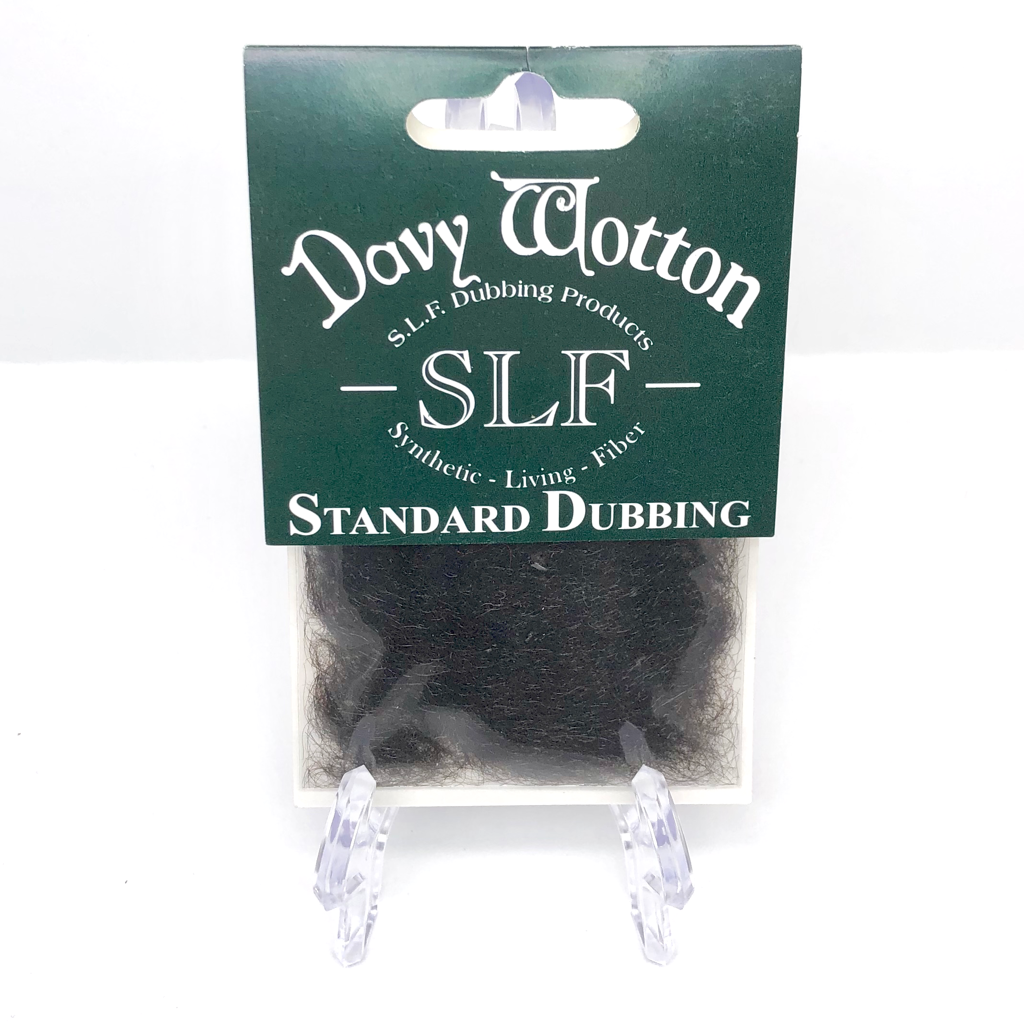 Davy Wotton
S.L.F. Dubbing Products
SLF
Synthetic - Living - Fiber
STANDARD DUBBING